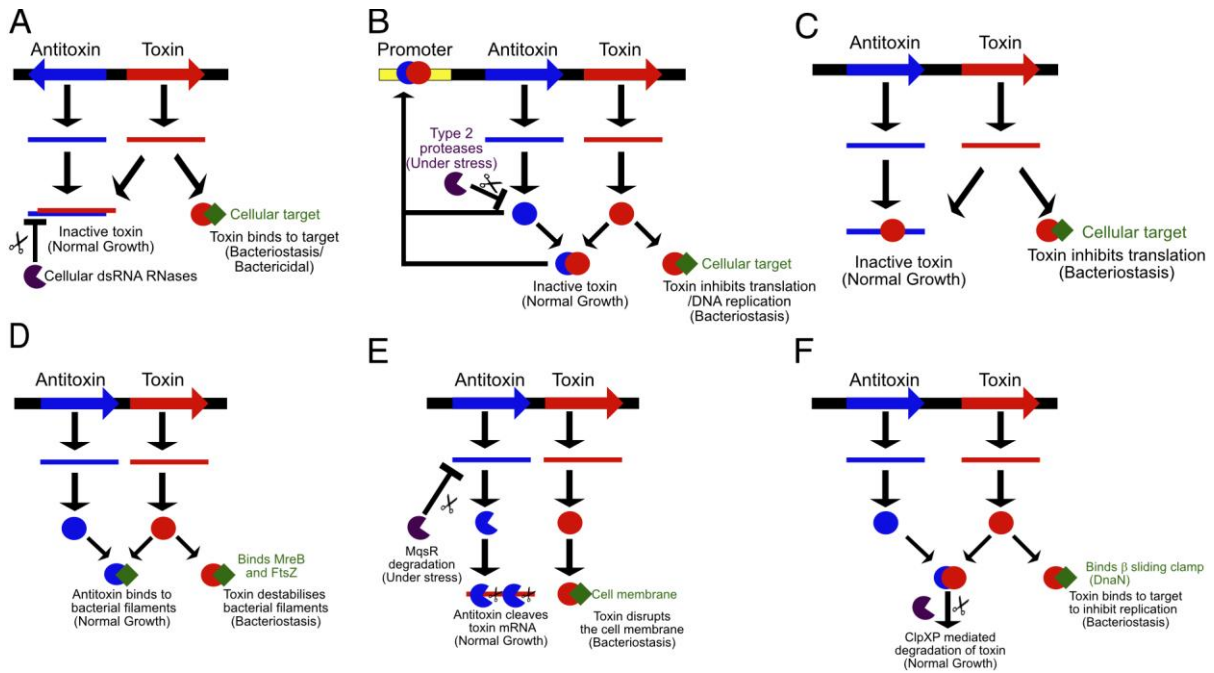 A
Antitoxin
Toxin
Inactive toxin
(Normal Growth)
Cellular dsRNA RNases
Cellular target
Toxin binds to target
(Bacteriostasis/
Bactericidal)
B
Promoter
Antitoxin
Toxin
Type 2
proteases
(Under stress)
Inactive toxin
(Normal Growth)
Cellular target
Toxin inhibits translation
/DNA replication
(Bacteriostasis)
C
Antitoxin
Toxin
Inactive toxin
(Normal Growth)
Cellular target
Toxin inhibits translation
(Bacteriostasis)
D
Antitoxin
Toxin
Antitoxin binds to
bacterial filaments
(Normal Growth)
Binds MreB
and FtsZ
Toxin destabilises
bacterial filaments
(Bacteriostasis)
E
Antitoxin
Toxin
MqsR
degradation
(Under stress)
Antitoxin cleaves
toxin mRNA
(Normal Growth)
Cell membrane
Toxin disrupts
the cell membrane
(Bacteriostasis)
F
Antitoxin
Toxin
ClpXP mediated
degradation of toxin
(Normal Growth)
Binds β sliding clamp
(DnaN)
Toxin binds to target
to inhibit replication
(Bacteriostasis)